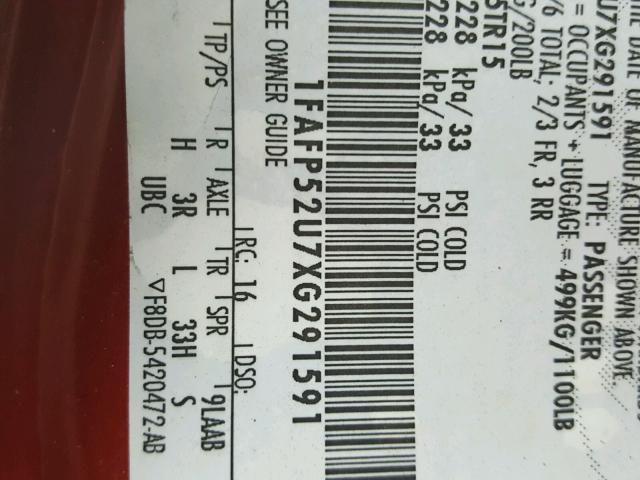 DATE OF MANUFACTURE SHOWN ABOVE.
U7XG291591 TYPE: PASSENGER
= OCCUPANTS + LUGGAGE = 499KG/1100LB
6 TOTAL, 2/3 FR, 3 RR
G/200LB
5TR15
228 kPa/33 PSI COLD
228 kPa/33 PSI COLD
SEE OWNER GUIDE
1FAFP52U7XG291591
RC: 16 DSO:
TP/PS R AXLE TR SPR 9LAAB
H 3R L 33H S
UBC ▽F8DB-5420472-AB